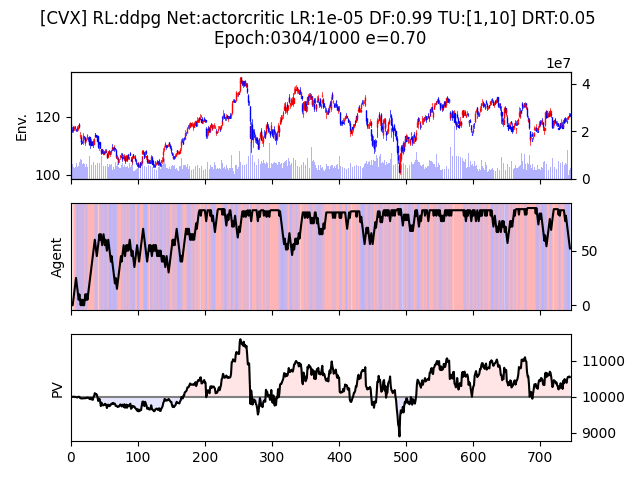 [CVX] RL:ddpg Net:actorcritic LR:1e-05 DF:0.99 TU:[1,10] DRT:0.05
Epoch:0304/1000 e=0.70
1e7
Env.
120
100
4
2
0
Agent
50
0
PV
11000
10000
9000
0 100 200 300 400 500 600 700